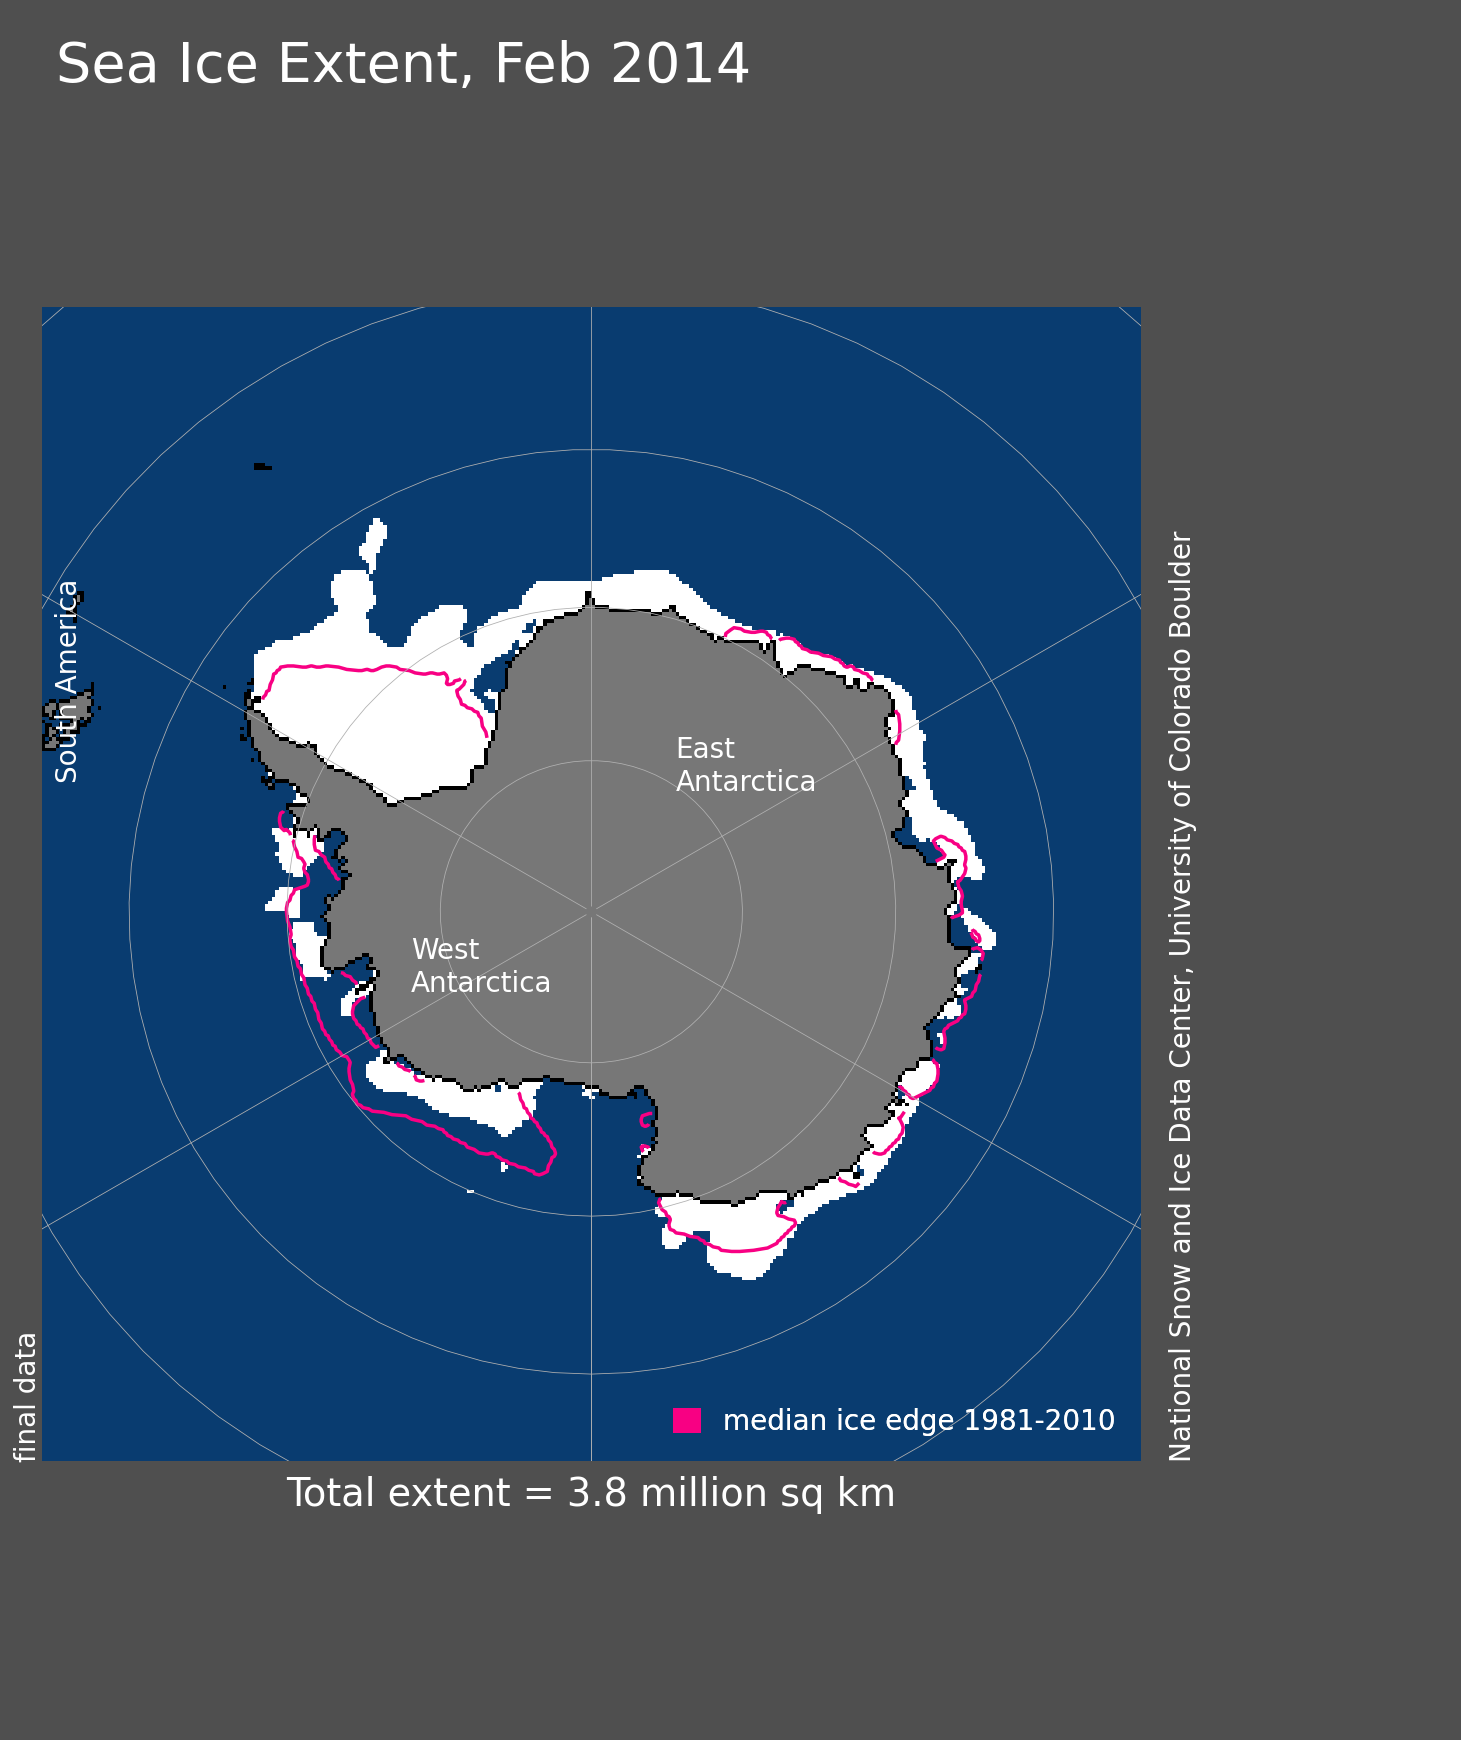 Sea Ice Extent, Feb 2014
South America
East
Antarctica
West
Antarctica
median ice edge 1981-2010
final data
National Snow and Ice Data Center, University of Colorado Boulder
Total extent = 3.8 million sq km